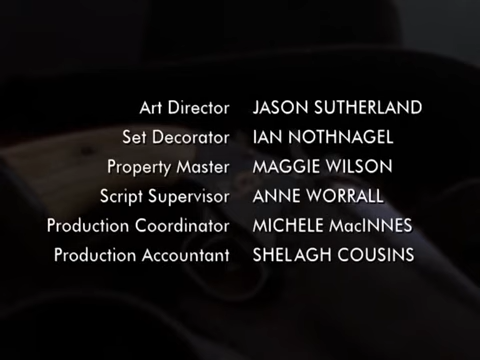 Art Director JASON SUTHERLAND
Set Decorator IAN NOTHNAGEL
Property Master MAGGIE WILSON
Script Supervisor ANNE WORRALL
Production Coordinator MICHELE MacINNES
Production Accountant SHELAGH COUSINS